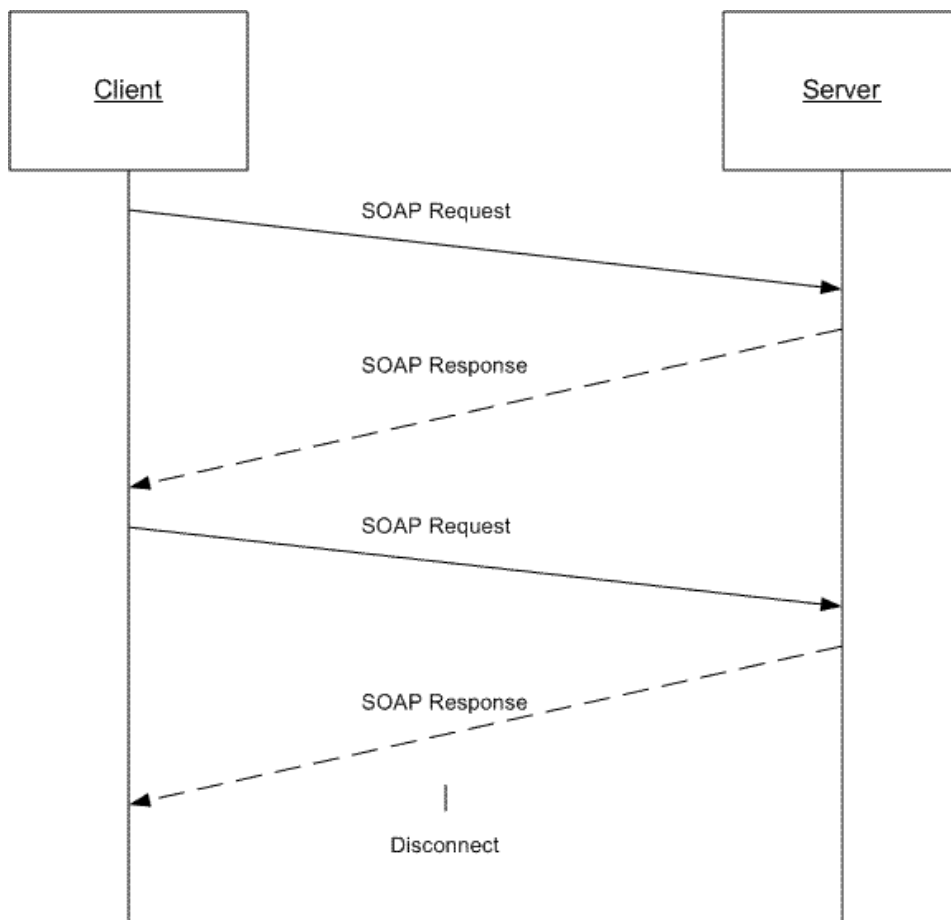 Client
Server
SOAP Request
SOAP Response
SOAP Request
SOAP Response
Disconnect